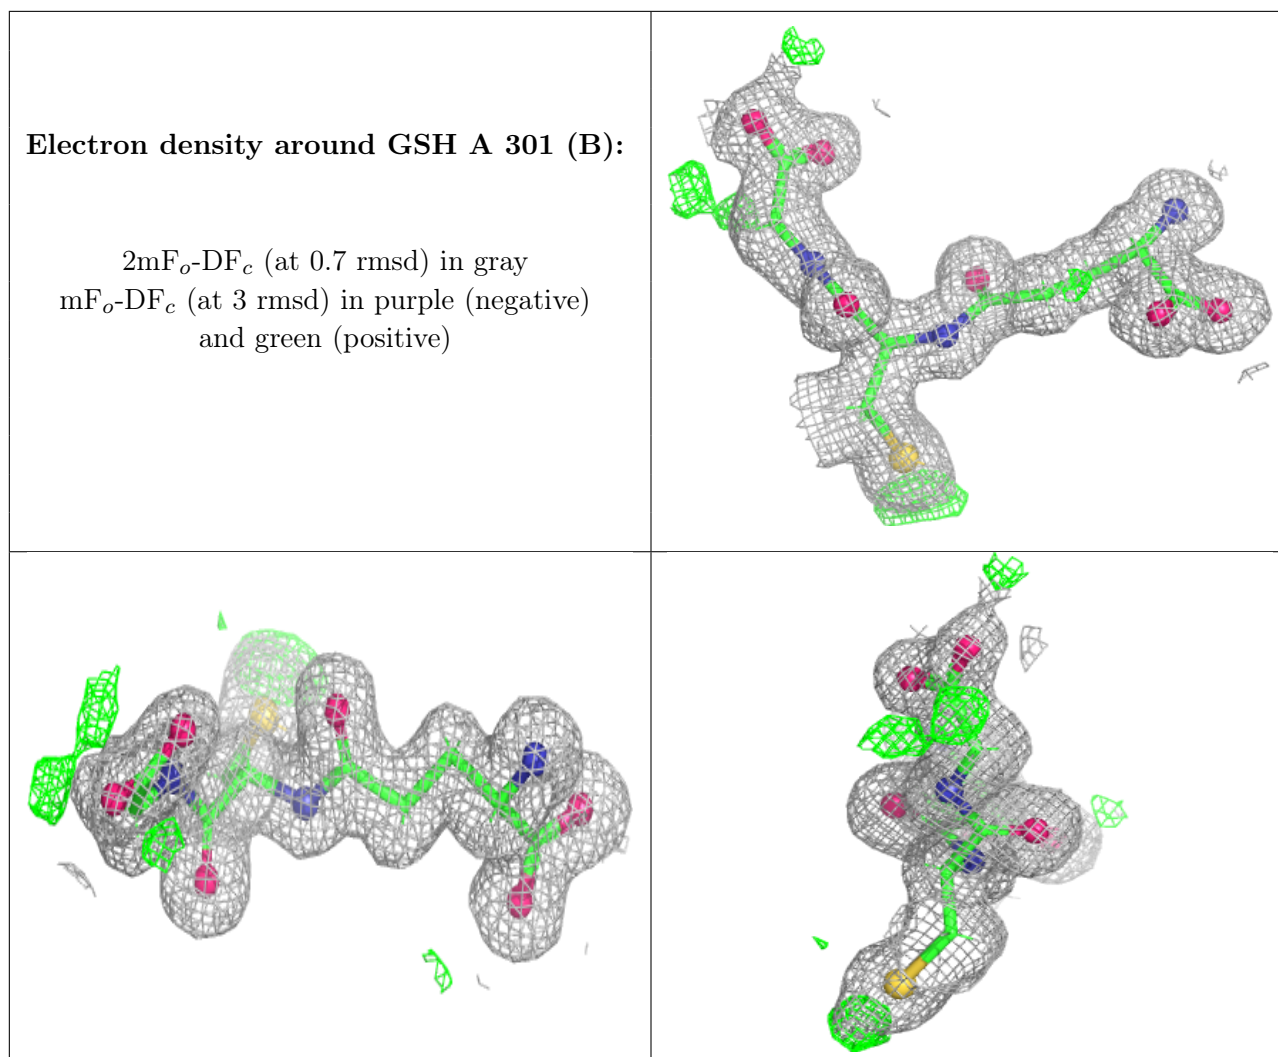 Electron density around GSH A 301 (B):
2mFo-DFc (at 0.7 rmsd) in gray
mFo-DFc (at 3 rmsd) in purple (negative)
and green (positive)